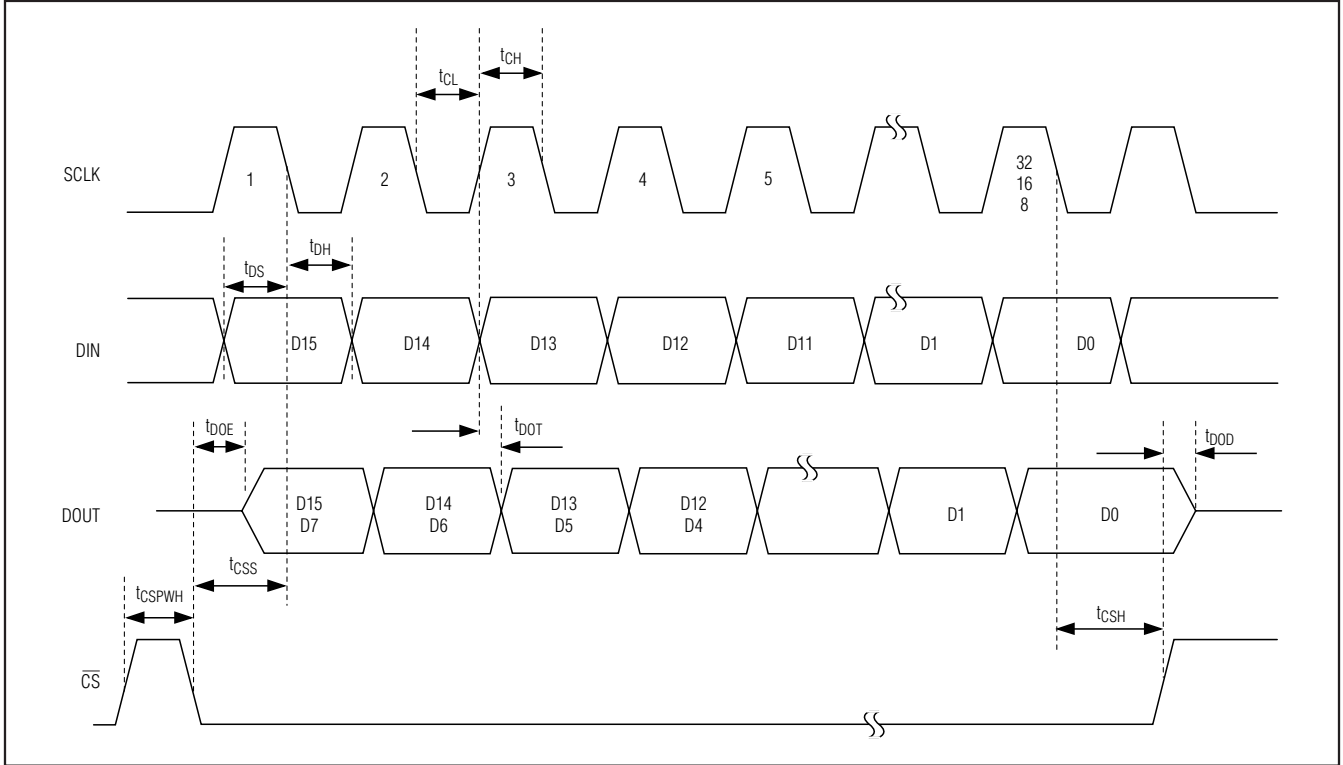 tCH
tCL
SCLK
1
2
3
4
5
32
16
8
tDH
tDS
DIN
D15
D14
D13
D12
D11
D1
D0
tDOE
tDOT
tDOD
DOUT
D15
D7
D14
D6
D13
D5
D12
D4
D1
D0
tCSS
tCSPWH
tCSH
CS